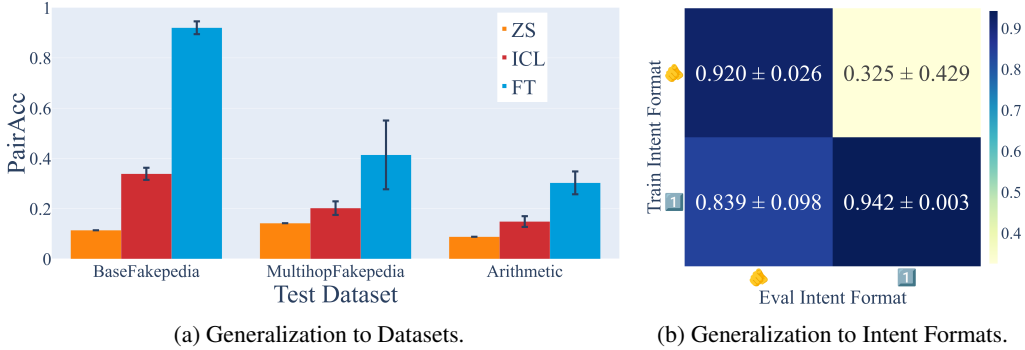 1
0.8
0.6
0.4
0.2
0
PairAcc
ZS
ICL
FT
BaseFakepedia
MultihopFakepedia
Arithmetic
Test Dataset
(a) Generalization to Datasets.
Train Intent Format
🫵
1
0.920 ± 0.026
0.325 ± 0.429
0.839 ± 0.098
0.942 ± 0.003
1
Eval Intent Format
0.9
0.8
0.7
0.6
0.5
0.4
(b) Generalization to Intent Formats.